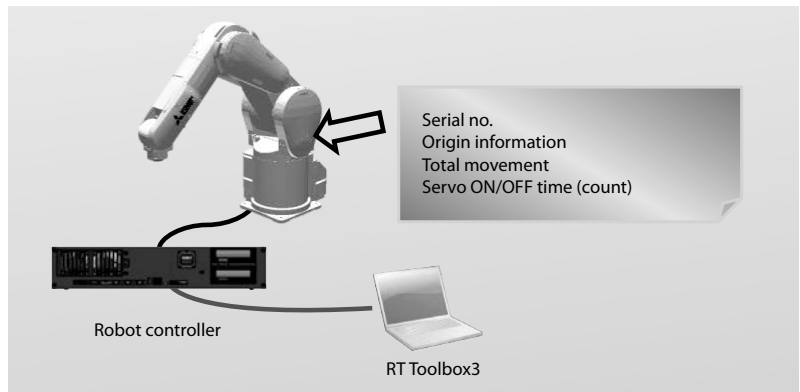 Serial no.
Origin information
Total movement
Servo ON/OFF time (count)
Robot controller
RT Toolbox3